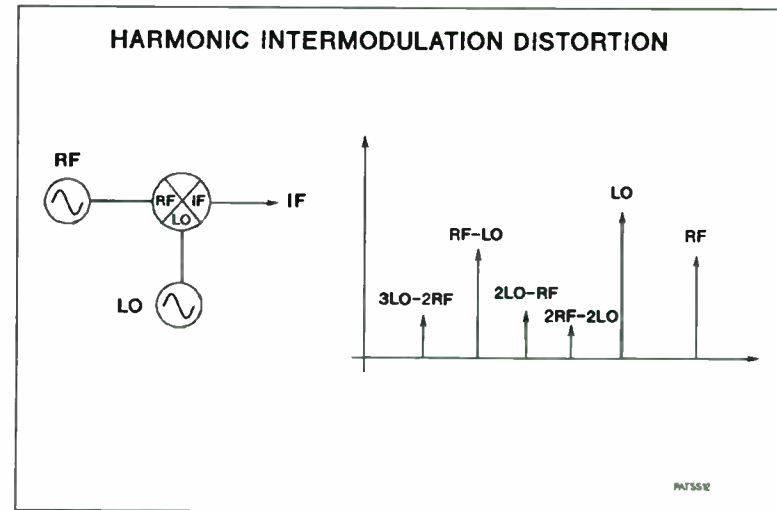 HARMONIC INTERMODULATION DISTORTION
RF
RF
IF
LO
IF
LO
LO
RF-LO
RF
3LO-2RF
2LO-RF
2RF-2LO